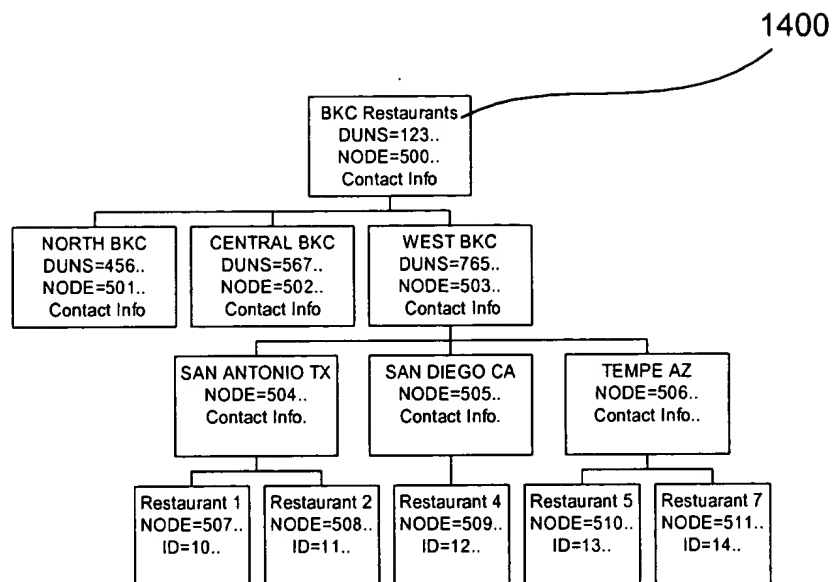 1400
BKC Restaurants
DUNS=123..
NODE=500..
Contact Info
NORTH BKC
DUNS=456..
NODE=501..
Contact Info
CENTRAL BKC
DUNS=567..
NODE=502..
Contact Info
WEST BKC
DUNS=765..
NODE=503..
Contact Info
SAN ANTONIO TX
NODE=504..
Contact Info.
SAN DIEGO CA
NODE=505..
Contact Info.
TEMPE AZ
NODE=506..
Contact Info..
Restaurant 1
NODE=507..
ID=10..
Restaurant 2
NODE=508..
ID=11..
Restaurant 4
NODE=509..
ID=12..
Restaurant 5
NODE=510..
ID=13..
Restuarant 7
NODE=511..
ID=14..